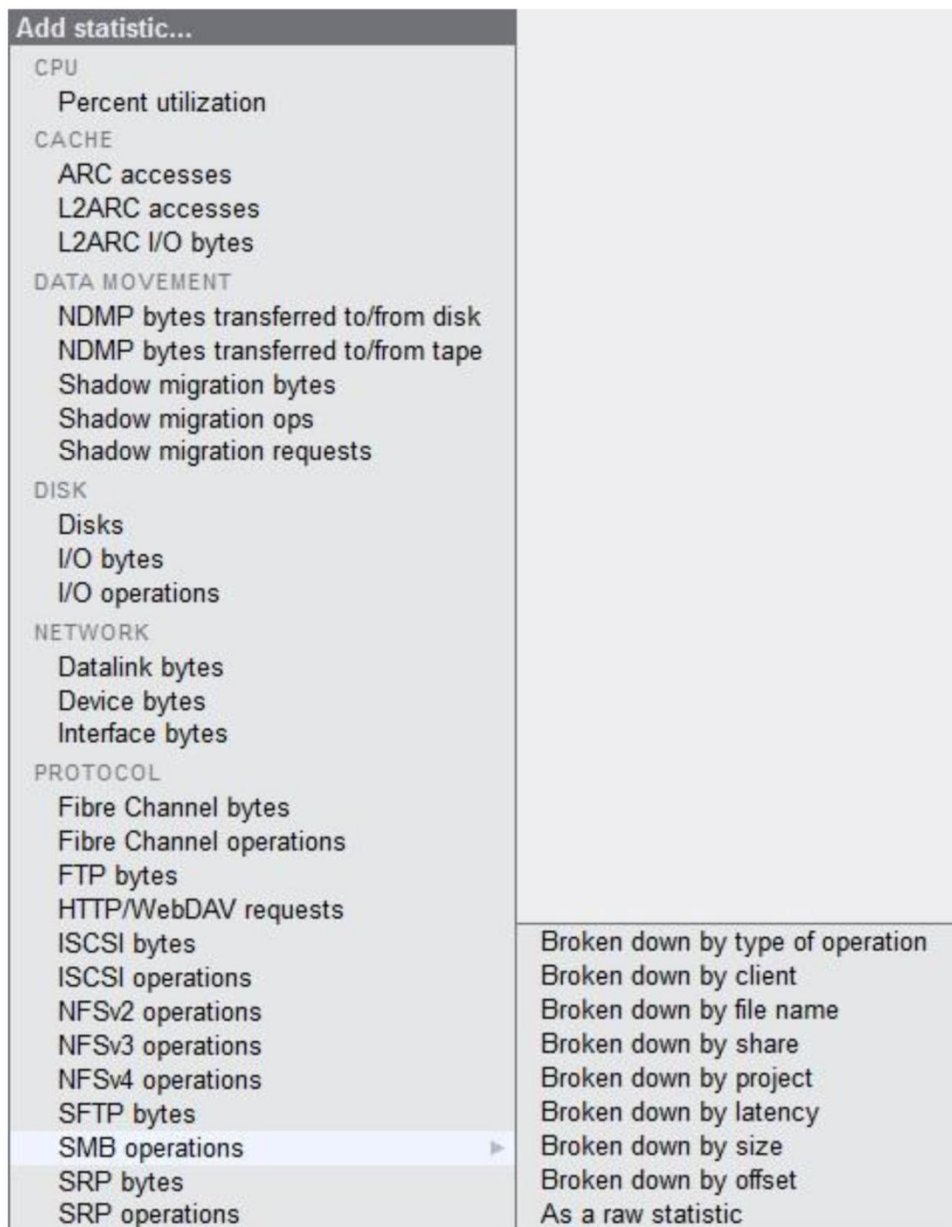 Add statistic...
CPU
Percent utilization
CACHE
ARC accesses
L2ARC accesses
L2ARC I/O bytes
DATA MOVEMENT
NDMP bytes transferred to/from disk
NDMP bytes transferred to/from tape
Shadow migration bytes
Shadow migration ops
Shadow migration requests
DISK
Disks
I/O bytes
I/O operations
NETWORK
Datalink bytes
Device bytes
Interface bytes
PROTOCOL
Fibre Channel bytes
Fibre Channel operations
FTP bytes
HTTP/WebDAV requests
ISCSI bytes
ISCSI operations
NFSv2 operations
NFSv3 operations
NFSv4 operations
SFTP bytes
SMB operations
SRP bytes
SRP operations
Broken down by type of operation
Broken down by client
Broken down by file name
Broken down by share
Broken down by project
Broken down by latency
Broken down by size
Broken down by offset
As a raw statistic